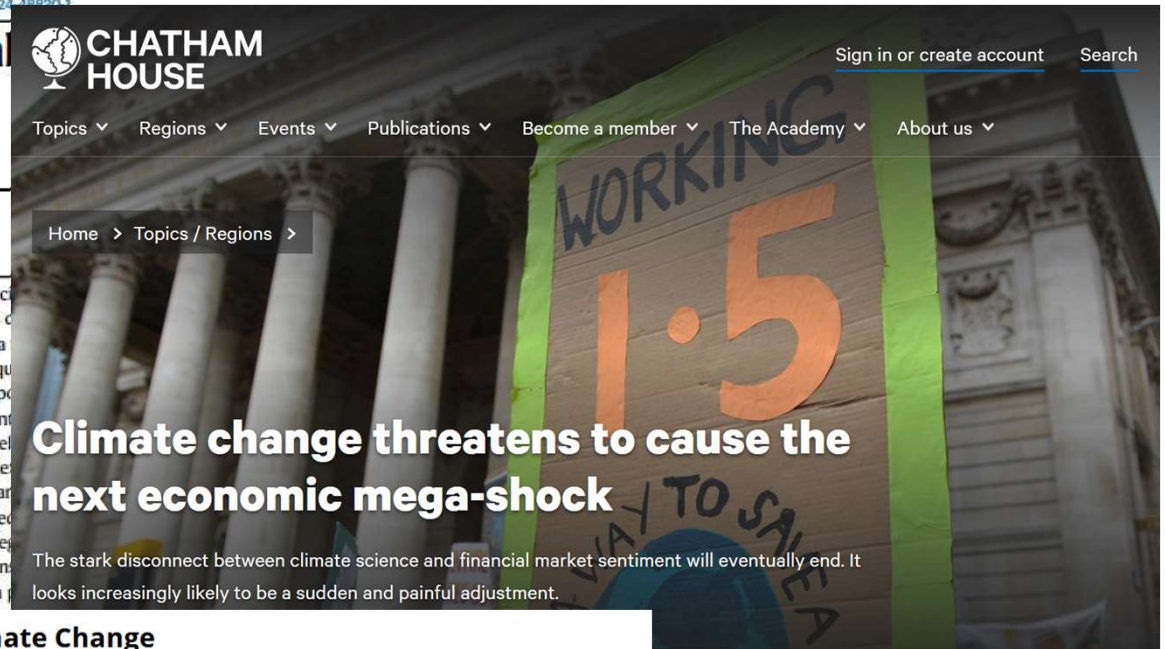 CHATHAM
HOUSE
Sign in or create account
Search
Topics
Regions
Events
Publications
Become a member
The Academy
About us
WORKING
1.5
Home > Topics / Regions >
Climate change threatens to cause the
next economic mega-shock
WAY TO SAVE A
The stark disconnect between climate science and financial market sentiment will eventually end. It
looks increasingly likely to be a sudden and painful adjustment.
ate Change